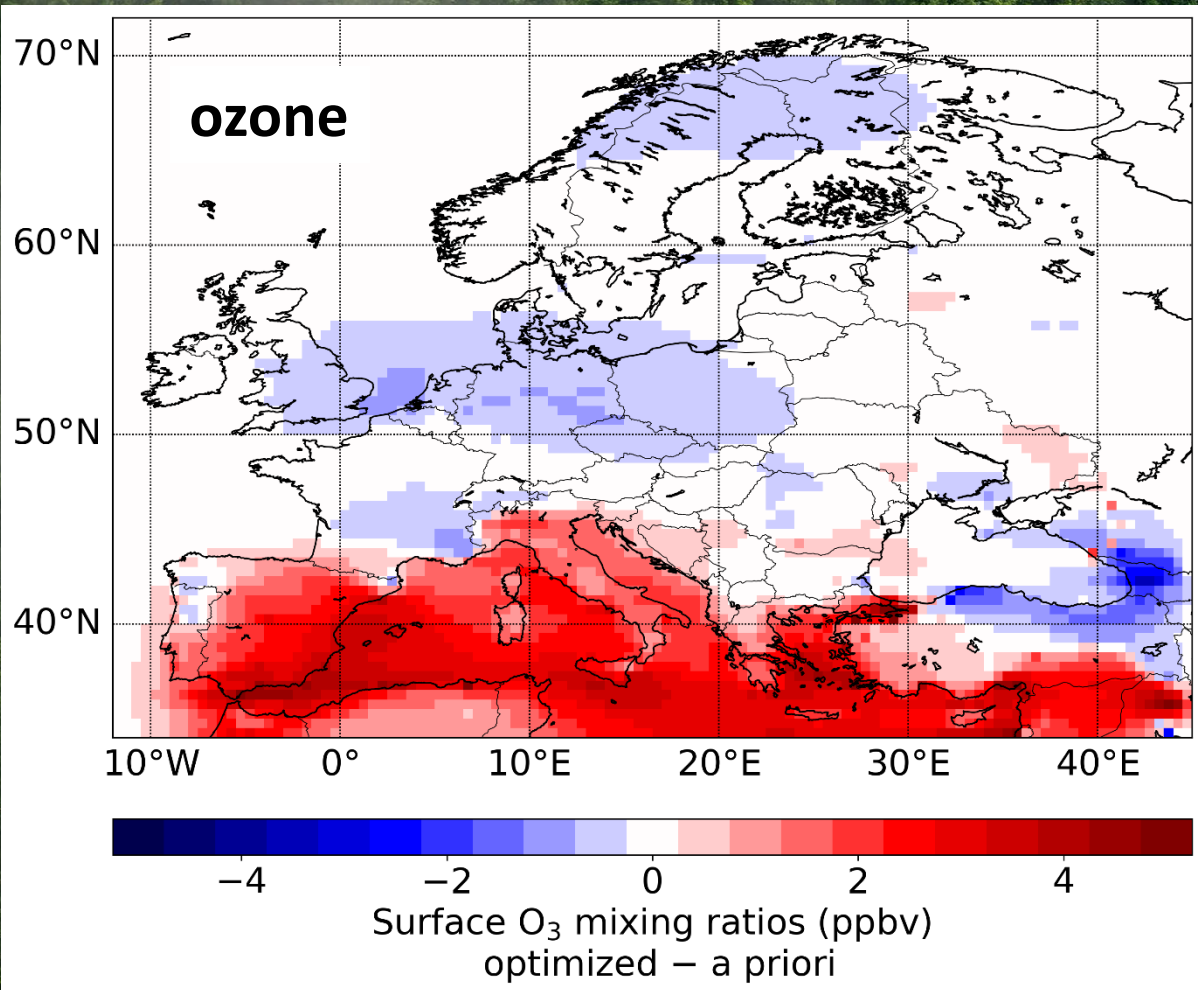 ozone
70°N
60°N
50°N
40°N
10°W 0° 10°E 20°E 30°E 40°E
−4 −2 0 2 4
Surface O₃ mixing ratios (ppbv)
optimized − a priori